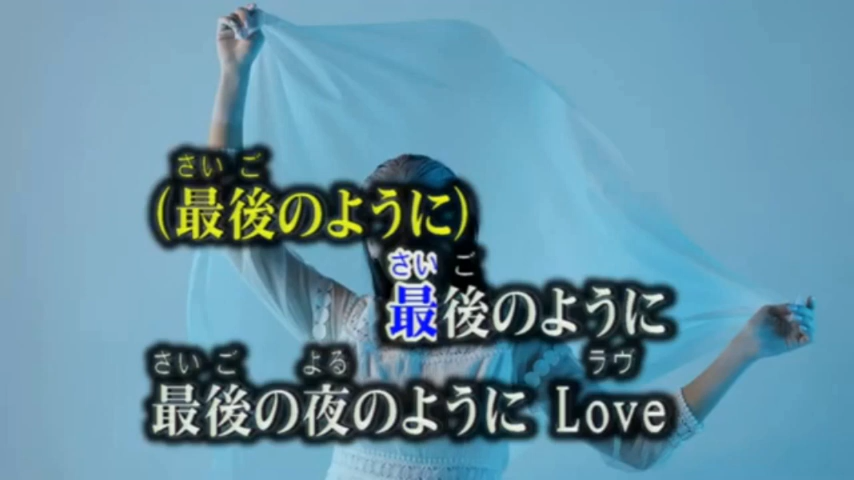 さいご
(最後のように)
さいご
最後のように
さいご よる ラヴ
最後の夜のように Love